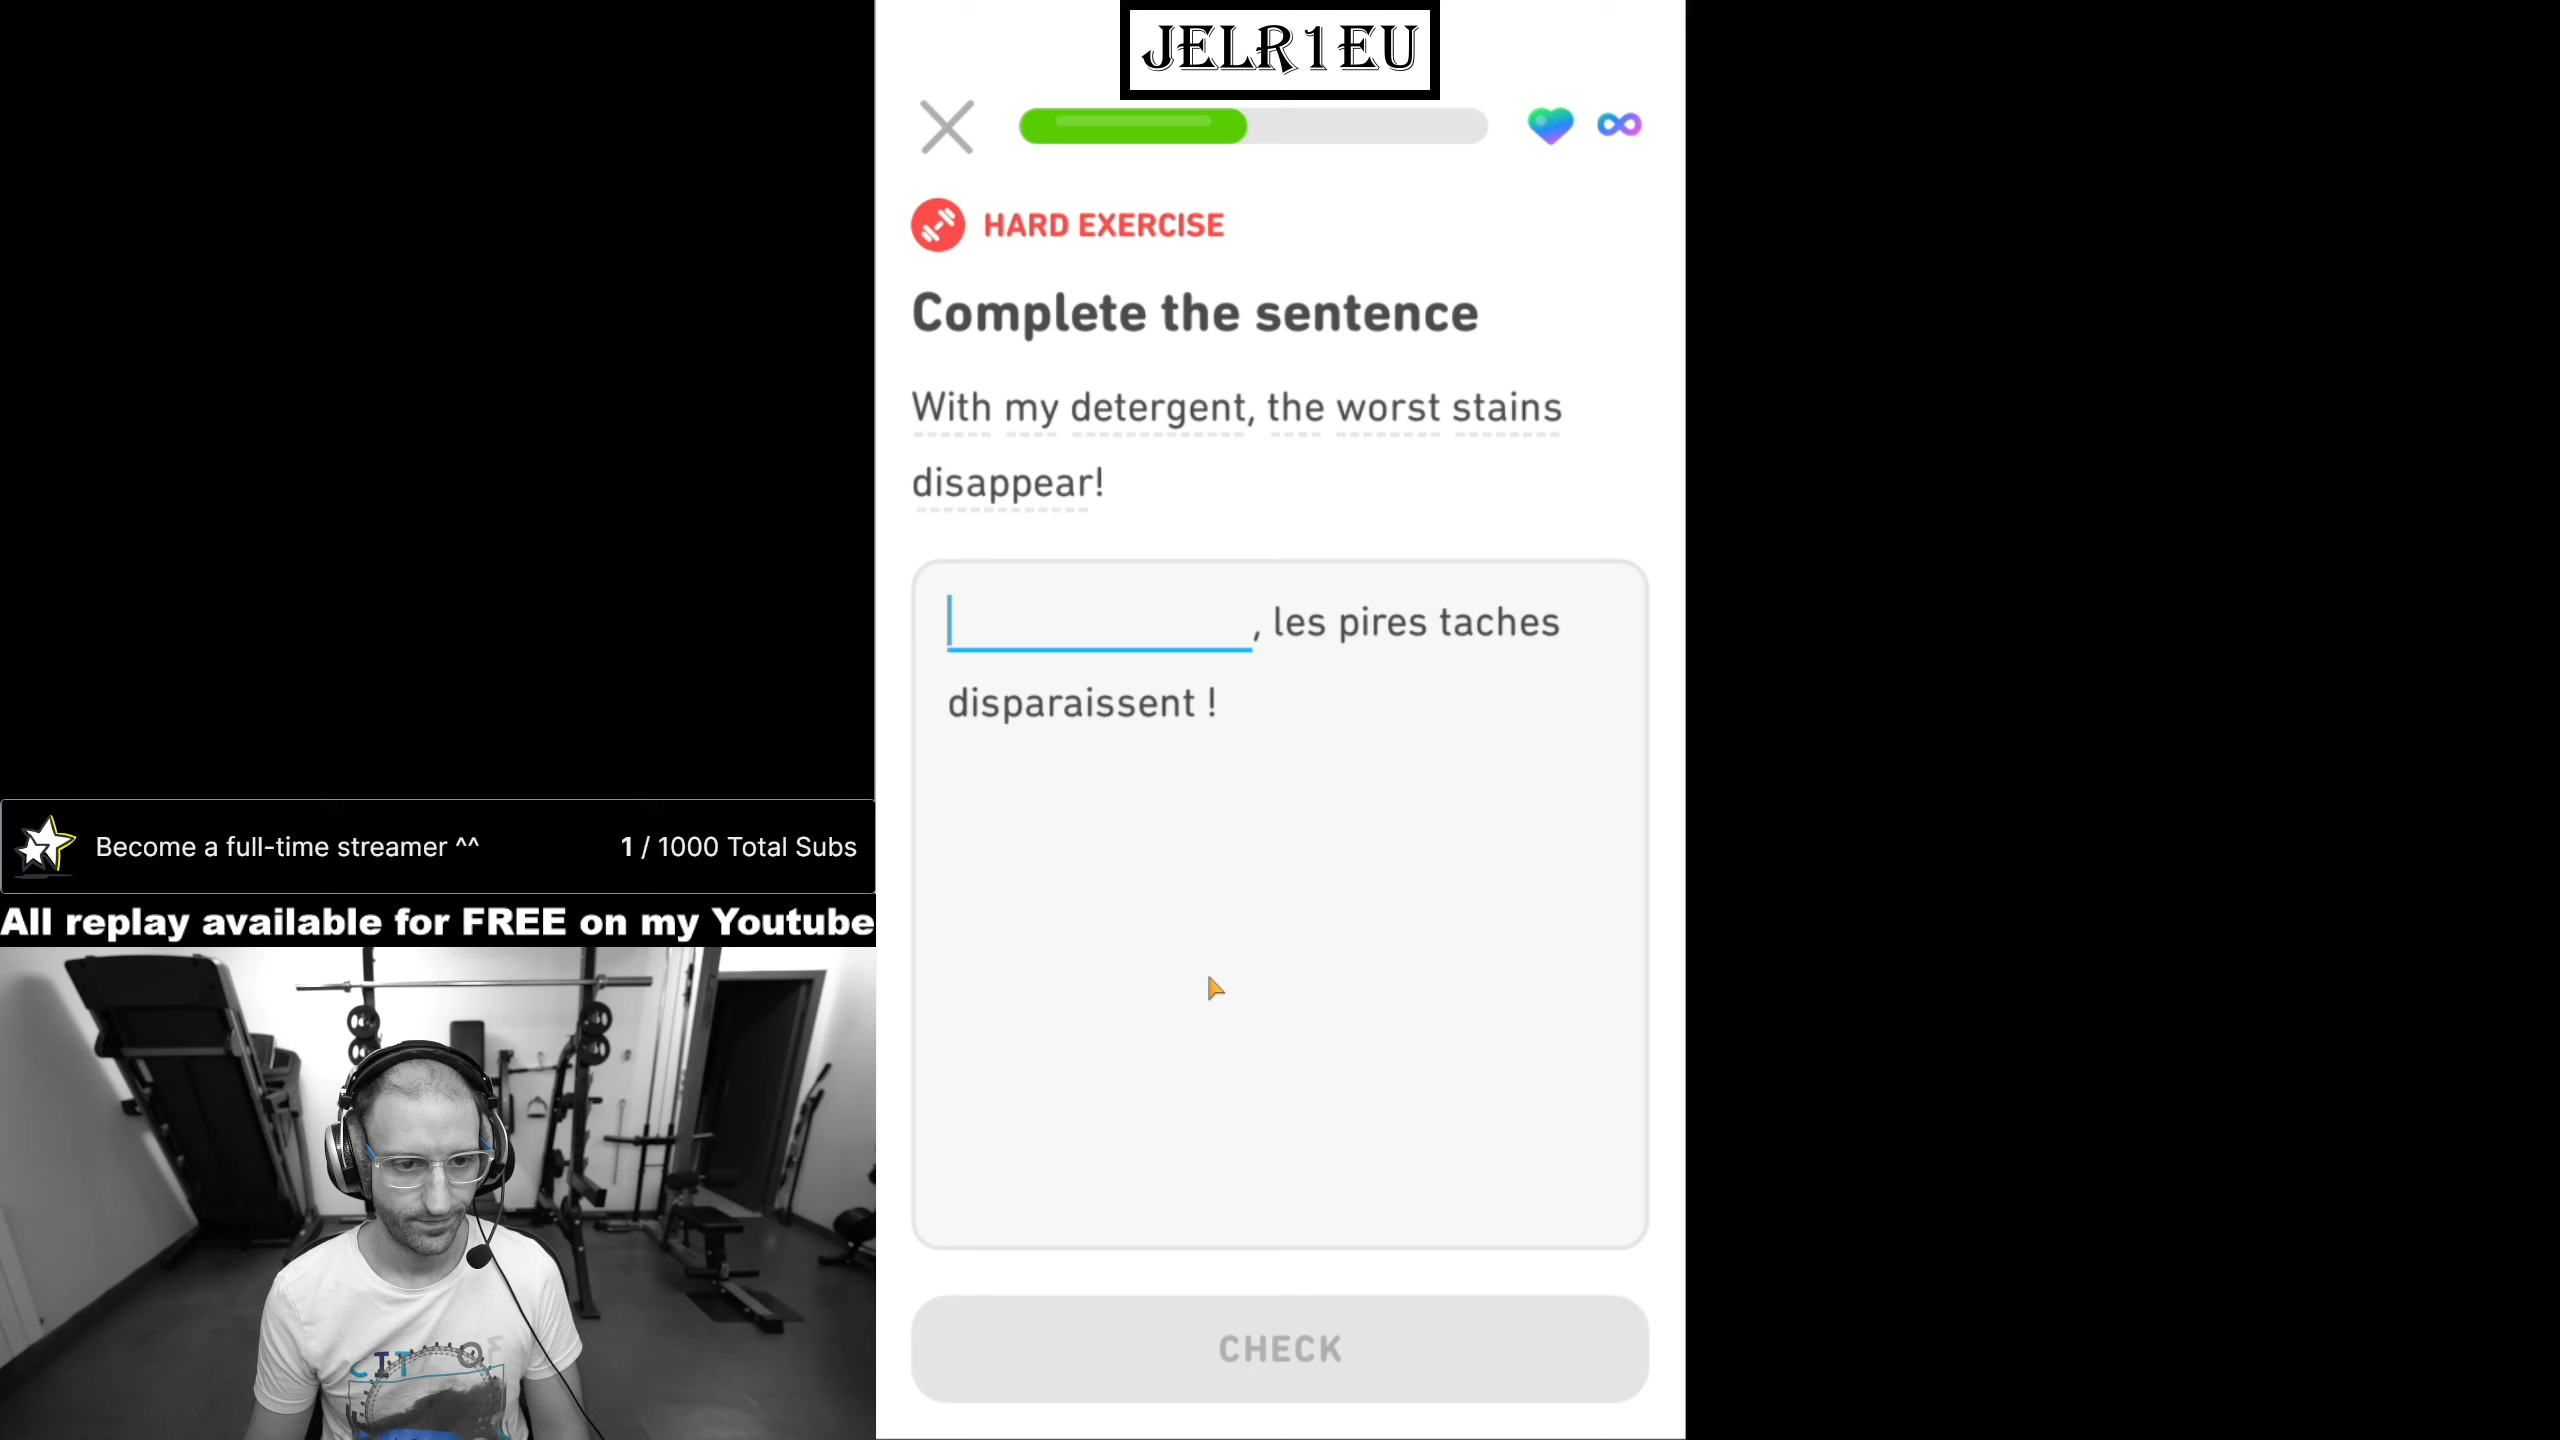 JELR1EU
HARD EXERCISE
Complete the sentence
With my detergent, the worst stains
disappear!
, les pires taches
disparaissent !
CHECK
Become a full-time streamer ^^ 1 / 1000 Total Subs
All replay available for FREE on my Youtube